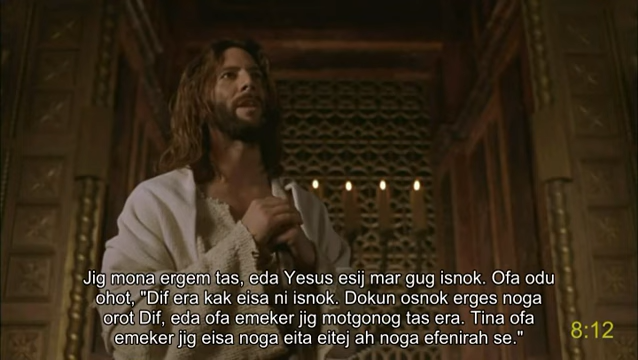 Jig mona ergem tas, eda Yesus esij mar gug isnok. Ofa odu
ohot, "Dif era kak eisa ni isnok. Dokun osnok erges noga
orot Dif, eda ofa emeker jig motgonog tas era. Tina ofa
emeker jig eisa noga eita eitej ah noga efenirah se."
8:12